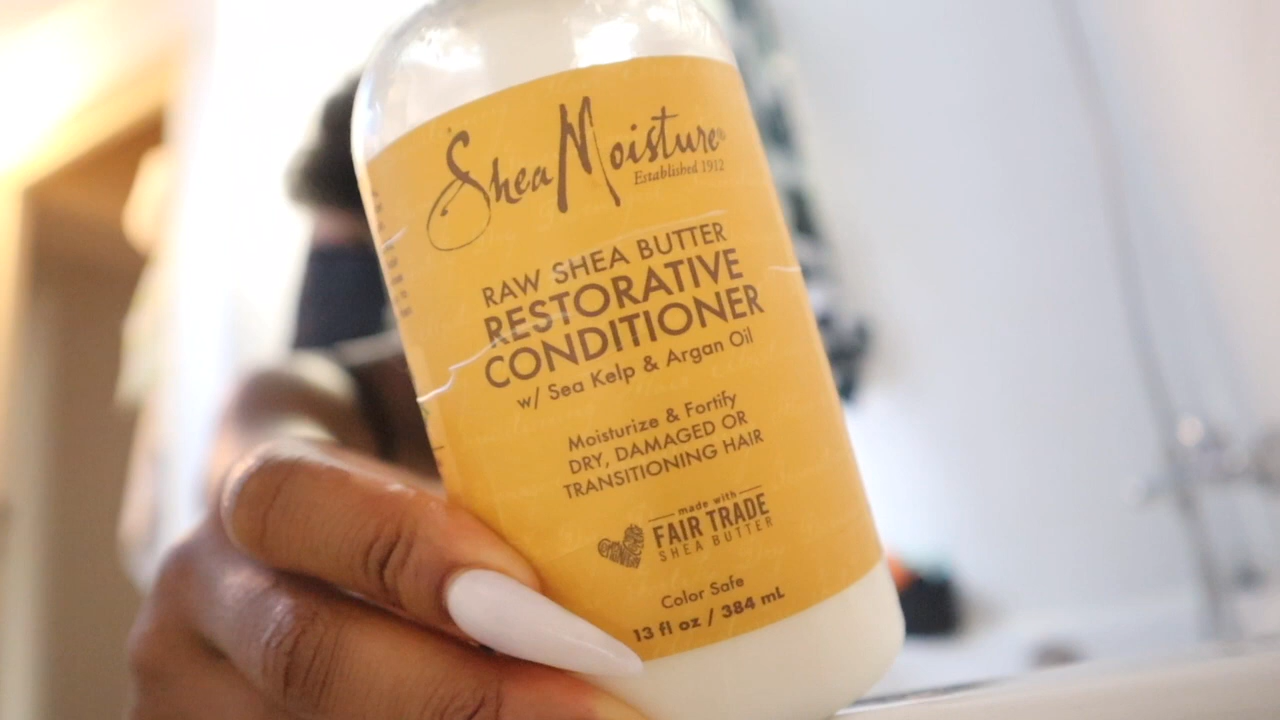 SheaMoisture®
Established 1912
RAW SHEA BUTTER
RESTORATIVE
CONDITIONER
w/ Sea Kelp & Argan Oil
Moisturize & Fortify
DRY, DAMAGED OR
TRANSITIONING HAIR
made with
FAIR TRADE
SHEA BUTTER
Color Safe
13 fl oz / 384 mL